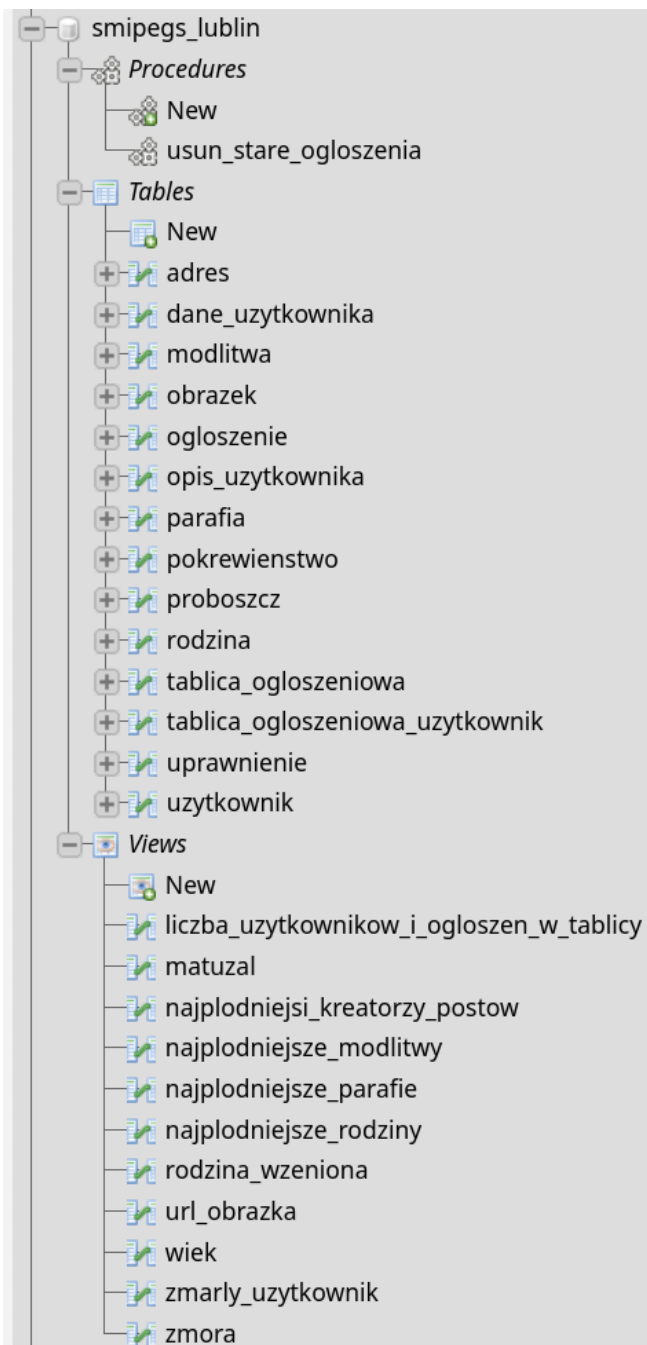 smipegs_lublin
Procedures
New
usun_stare_ogloszenia
Tables
New
adres
dane_uzytkownika
modlitwa
obrazek
ogloszenie
opis_uzytkownika
parafia
pokrewienstwo
proboszcz
rodzina
tablica_ogloszeniowa
tablica_ogloszeniowa_uzytkownik
uprawnienie
uzytkownik
Views
New
liczba_uzytkownikow_i_ogloszen_w_tablicy
matuzal
najplodniejsi_kreatorzy_postow
najplodniejsze_modlitwy
najplodniejsze_parafie
najplodniejsze_rodziny
rodzina_wzeniona
url_obrazka
wiek
zmarly_uzytkownik
zmora